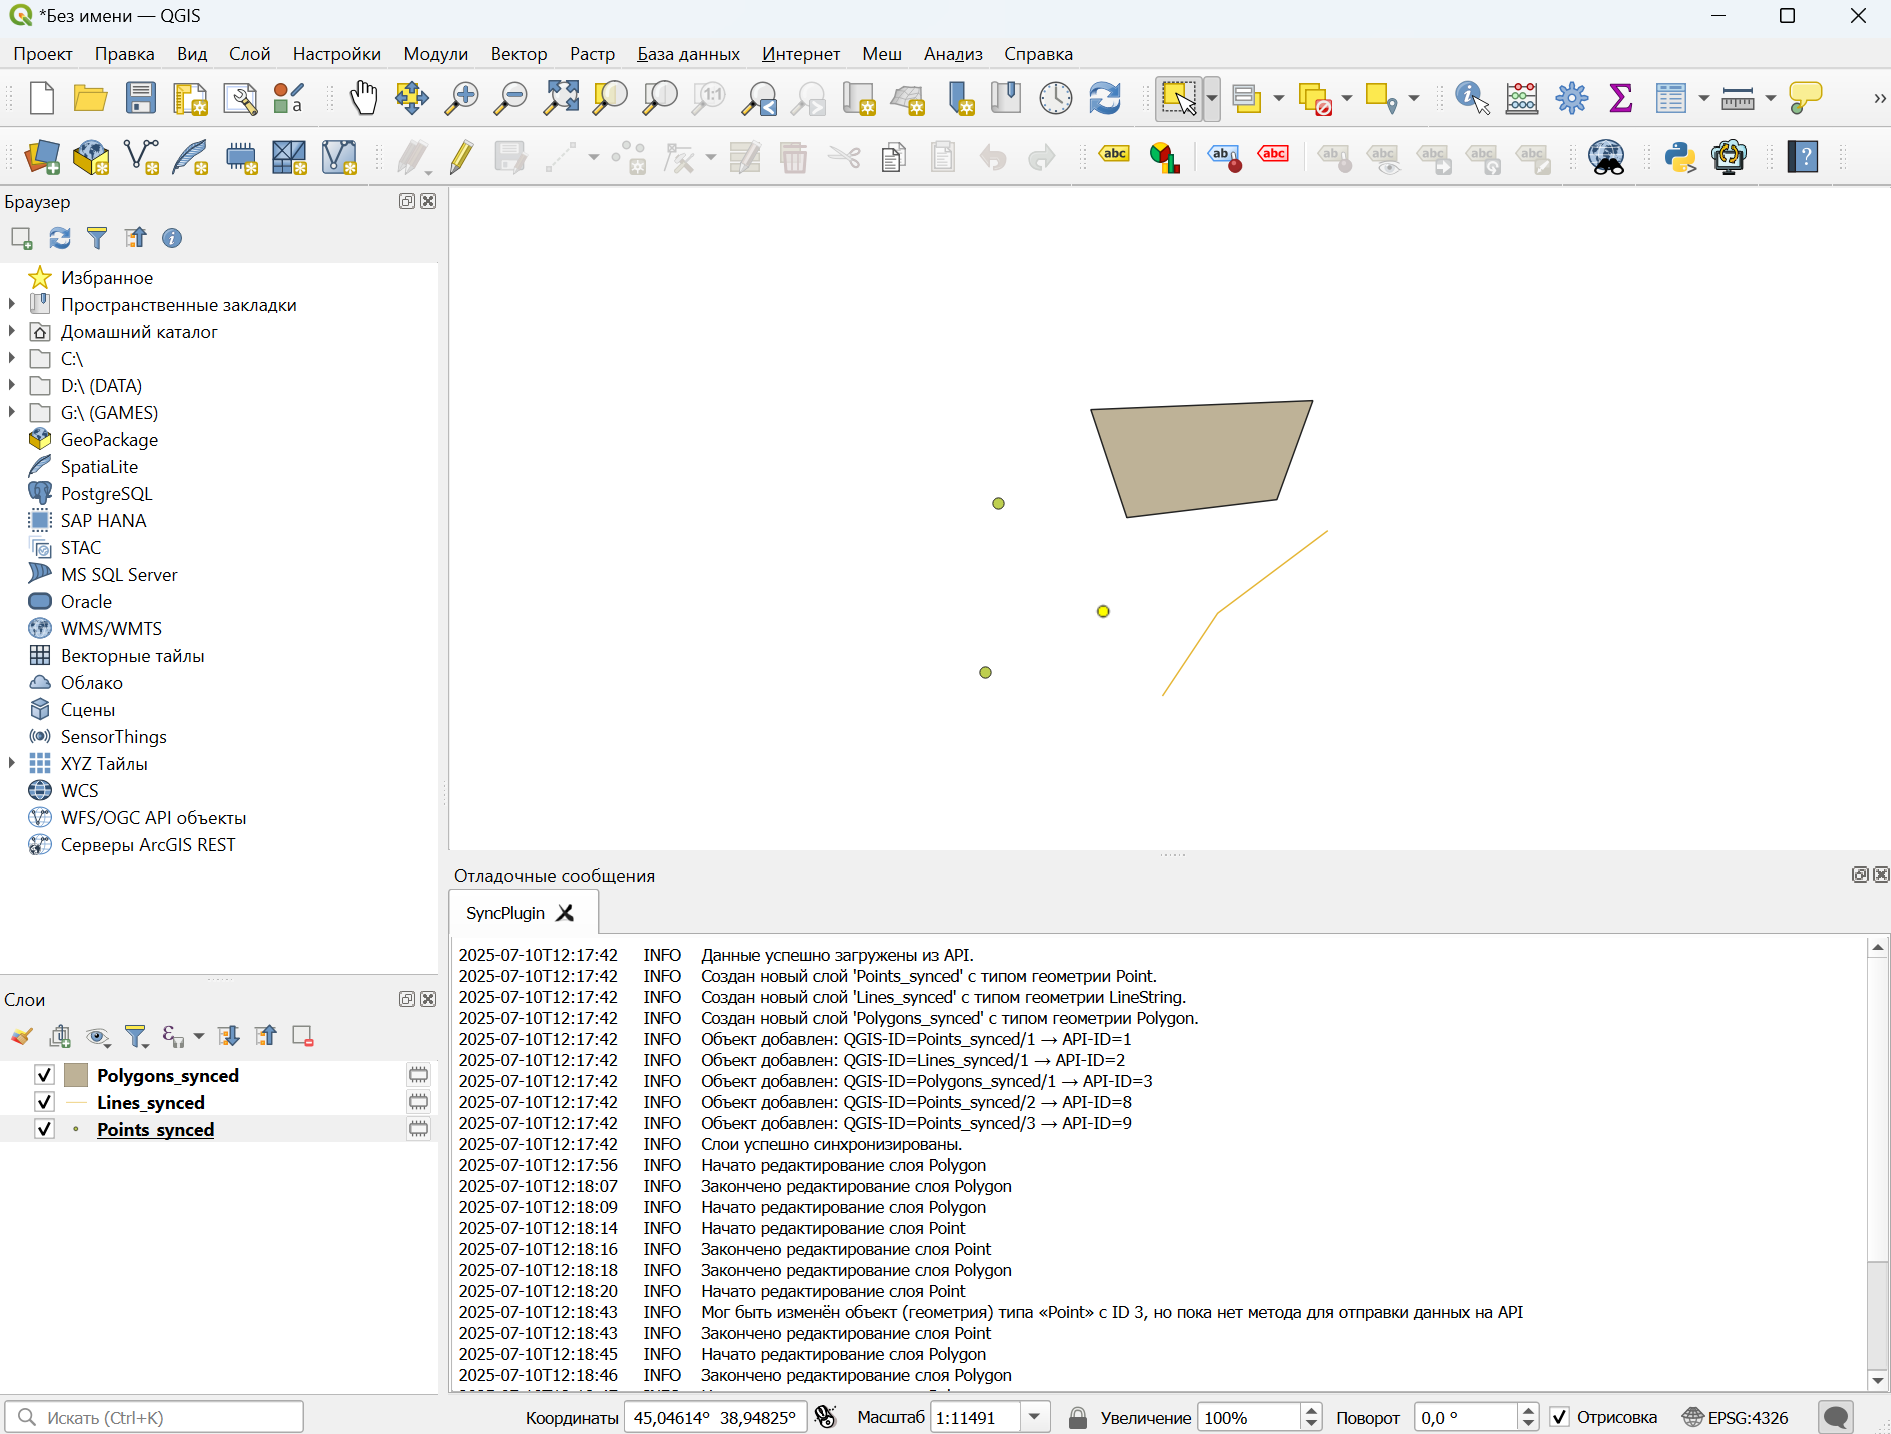 *Без имени — QGIS
Проект Правка Вид Слой Настройки Модули Вектор Растр База данных Интернет Меш Анализ Справка
Браузер
Избранное
Пространственные закладки
Домашний каталог
C:\
D:\ (DATA)
G:\ (GAMES)
GeoPackage
SpatiaLite
PostgreSQL
SAP HANA
STAC
MS SQL Server
Oracle
WMS/WMTS
Векторные тайлы
Облако
Сцены
SensorThings
XYZ Тайлы
WCS
WFS/OGC API объекты
Серверы ArcGIS REST
Слои
Polygons_synced
Lines_synced
Points_synced
Отладочные сообщения
SyncPlugin
2025-07-10T12:17:42 INFO Данные успешно загружены из API.
2025-07-10T12:17:42 INFO Создан новый слой 'Points_synced' с типом геометрии Point.
2025-07-10T12:17:42 INFO Создан новый слой 'Lines_synced' с типом геометрии LineString.
2025-07-10T12:17:42 INFO Создан новый слой 'Polygons_synced' с типом геометрии Polygon.
2025-07-10T12:17:42 INFO Объект добавлен: QGIS-ID=Points_synced/1 → API-ID=1
2025-07-10T12:17:42 INFO Объект добавлен: QGIS-ID=Lines_synced/1 → API-ID=2
2025-07-10T12:17:42 INFO Объект добавлен: QGIS-ID=Polygons_synced/1 → API-ID=3
2025-07-10T12:17:42 INFO Объект добавлен: QGIS-ID=Points_synced/2 → API-ID=8
2025-07-10T12:17:42 INFO Объект добавлен: QGIS-ID=Points_synced/3 → API-ID=9
2025-07-10T12:17:42 INFO Слои успешно синхронизированы.
2025-07-10T12:17:56 INFO Начато редактирование слоя Polygon
2025-07-10T12:18:07 INFO Закончено редактирование слоя Polygon
2025-07-10T12:18:09 INFO Начато редактирование слоя Polygon
2025-07-10T12:18:14 INFO Начато редактирование слоя Point
2025-07-10T12:18:16 INFO Закончено редактирование слоя Point
2025-07-10T12:18:18 INFO Закончено редактирование слоя Polygon
2025-07-10T12:18:20 INFO Начато редактирование слоя Point
2025-07-10T12:18:43 INFO Мог быть изменён объект (геометрия) типа «Point» с ID 3, но пока нет метода для отправки данных на API
2025-07-10T12:18:43 INFO Закончено редактирование слоя Point
2025-07-10T12:18:45 INFO Начато редактирование слоя Polygon
2025-07-10T12:18:46 INFO Закончено редактирование слоя Polygon
Искать (Ctrl+K) Координаты 45,04614° 38,94825° Масштаб 1:11491 Увеличение 100% Поворот 0,0 ° Отрисовка EPSG:4326